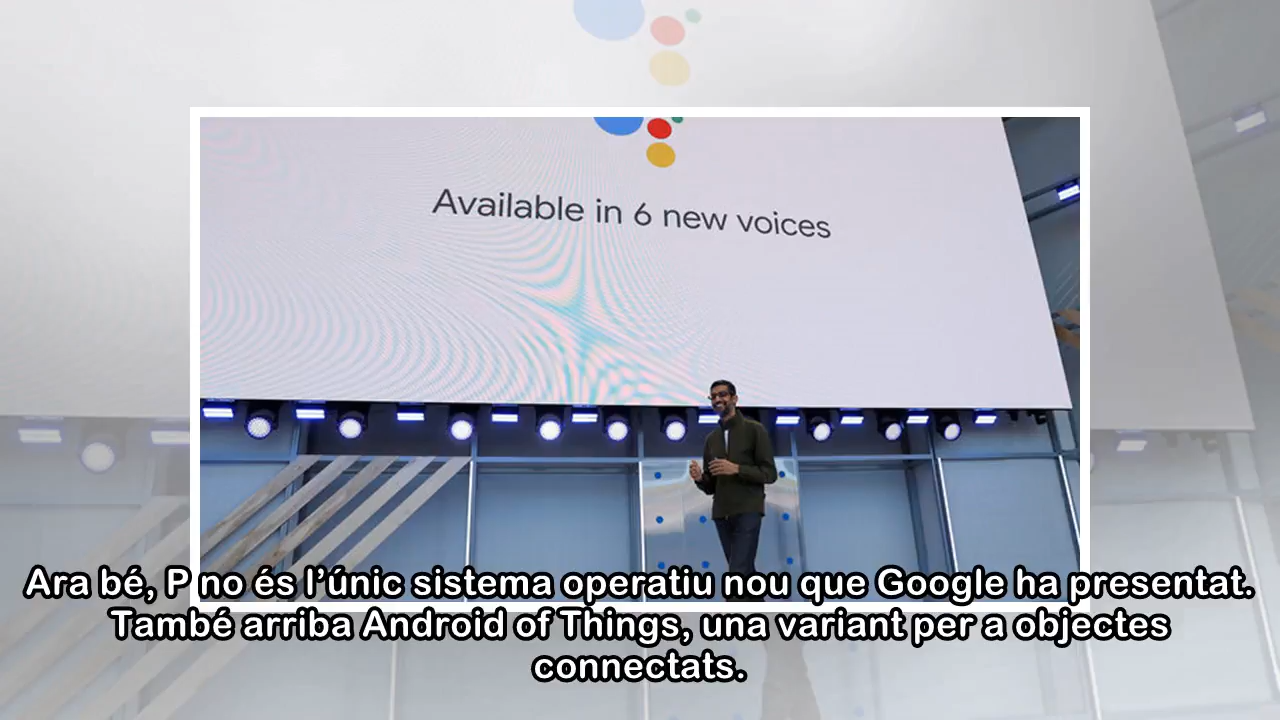 Available in 6 new voices
Ara bé, P no és l’únic sistema operatiu nou que Google ha presentat.
També arriba Android of Things, una variant per a objectes
connectats.